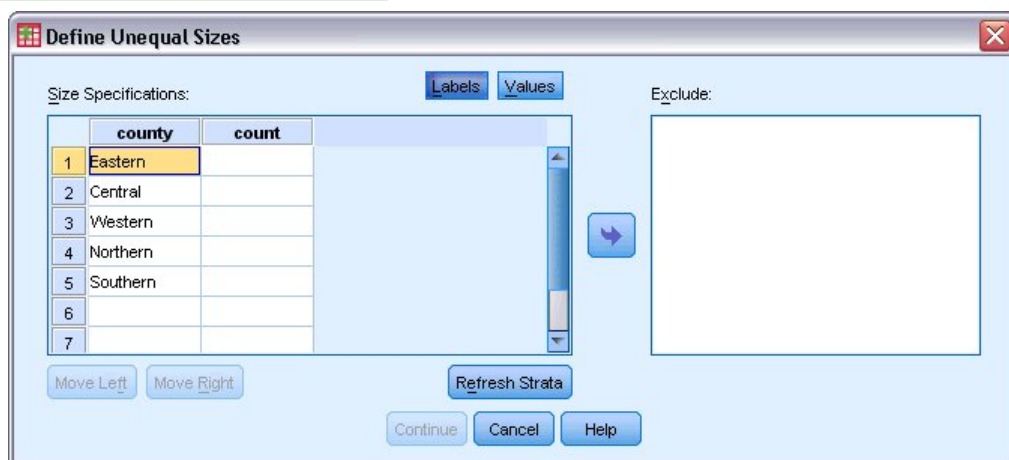 Define Unequal Sizes
Size Specifications:
Labels Values
Exclude:
county count
1 Eastern
2 Central
3 Western
4 Northern
5 Southern
6
7
Move Left Move Right Refresh Strata
Continue Cancel Help